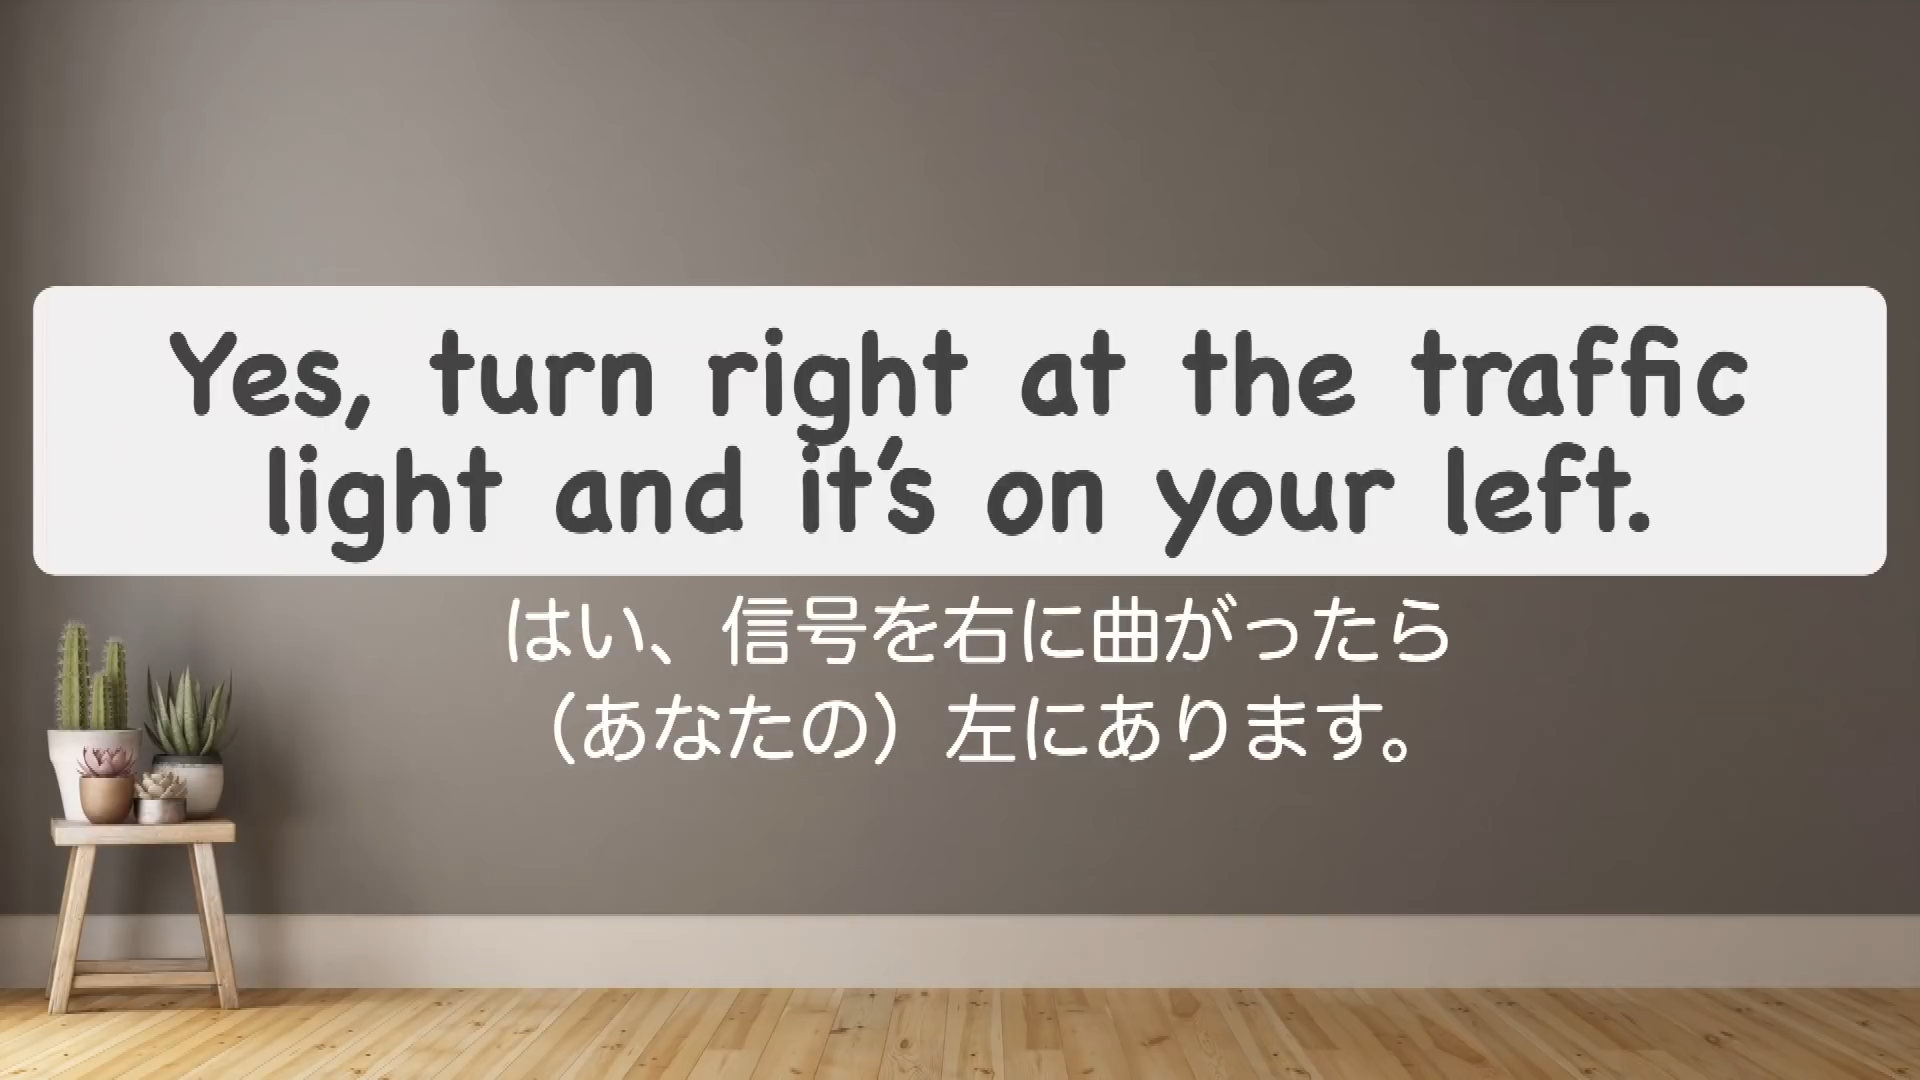 Yes, turn right at the traffic
light and it's on your left.
はい、信号を右に曲がったら
（あなたの）左にあります。